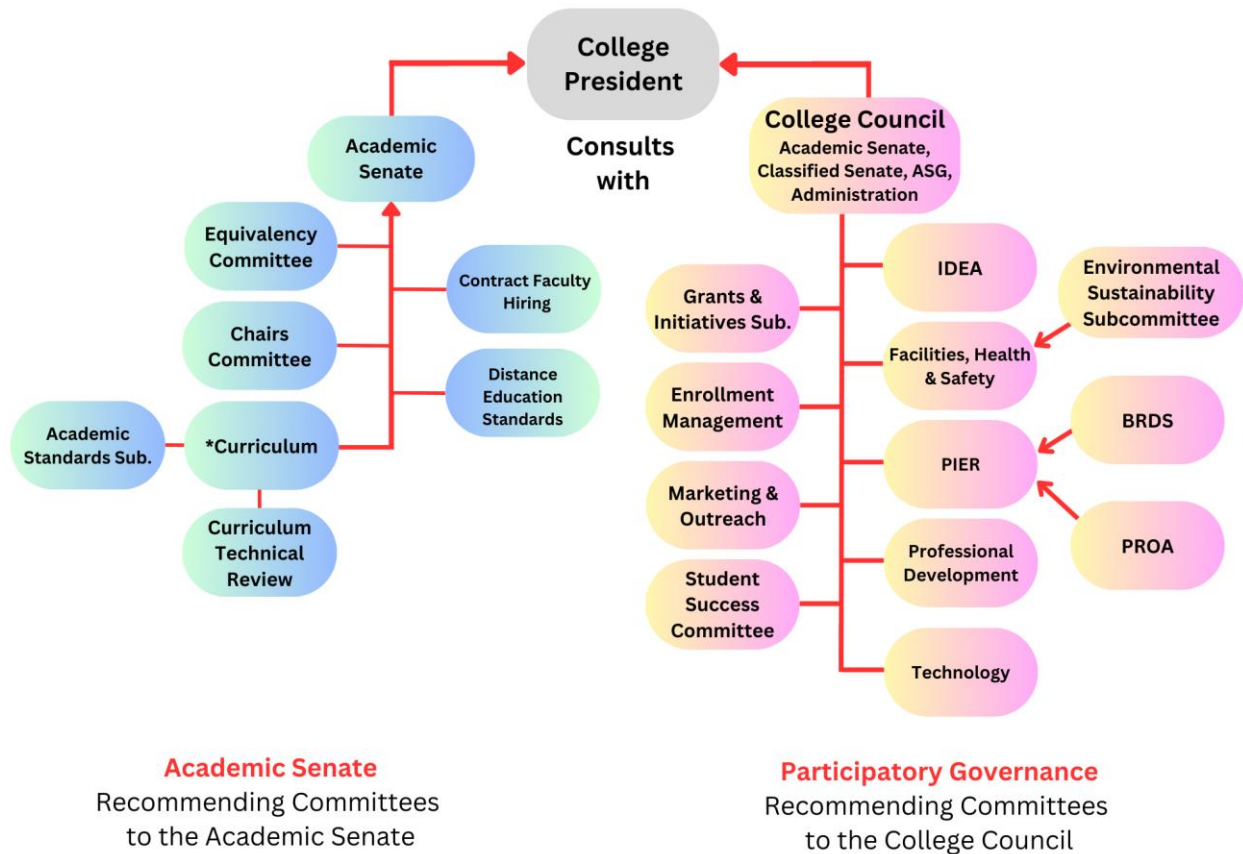 College
President
Consults
with
Academic
Senate
Equivalency
Committee
Contract Faculty
Hiring
Chairs
Committee
Distance
Education
Standards
Academic
Standards Sub.
*Curriculum
Curriculum
Technical
Review
College Council
Academic Senate,
Classified Senate, ASG,
Administration
IDEA
Environmental
Sustainability
Subcommittee
Grants &
Initiatives Sub.
Facilities, Health
& Safety
Enrollment
Management
BRDS
PIER
Marketing &
Outreach
PROA
Professional
Development
Student
Success
Committee
Technology
Academic Senate
Recommending Committees
to the Academic Senate
Participatory Governance
Recommending Committees
to the College Council